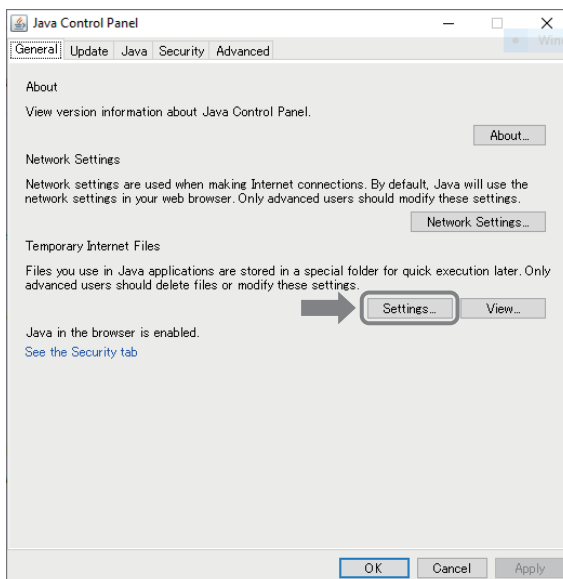 Java Control Panel
General Update Java Security Advanced
About
View version information about Java Control Panel.
About...
Network Settings
Network settings are used when making Internet connections. By default, Java will use the
network settings in your web browser. Only advanced users should modify these settings.
Network Settings...
Temporary Internet Files
Files you use in Java applications are stored in a special folder for quick execution later. Only
advanced users should delete files or modify these settings.
Settings... View...
Java in the browser is enabled.
See the Security tab
OK Cancel Apply